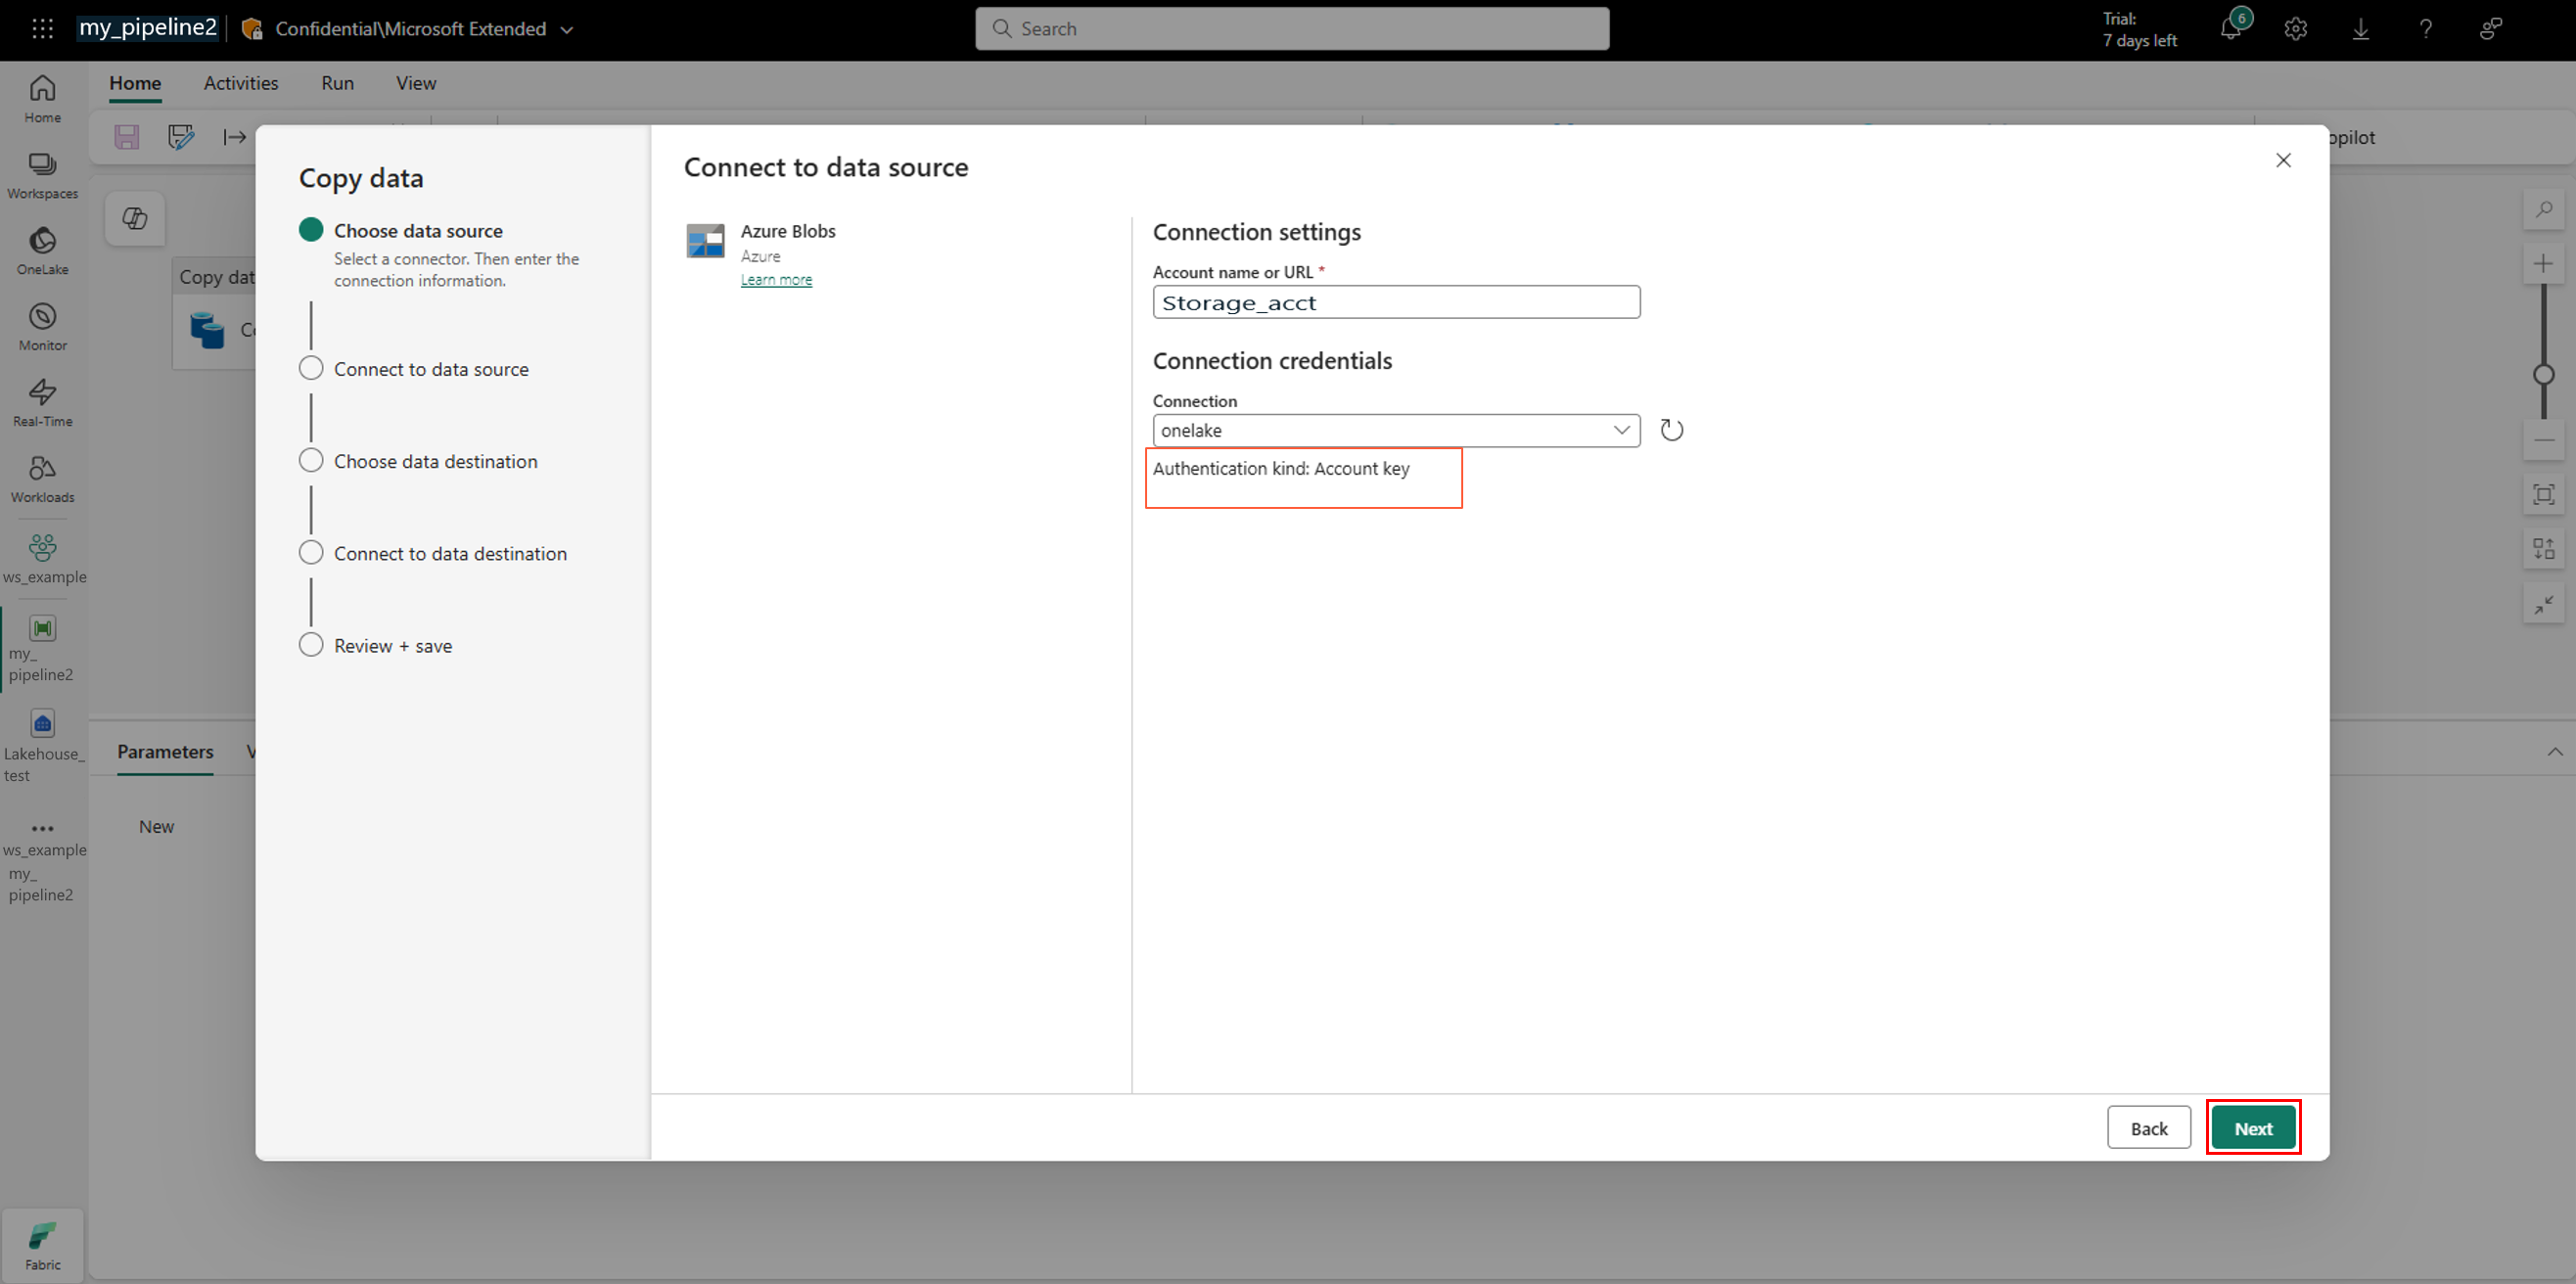 my_pipeline2
Confidential\Microsoft Extended
Search
Trial:
7 days left
6
Home
Activities
Run
View
Home
Workspaces
OneLake
Monitor
Real-Time
Workloads
ws_example
my_
pipeline2
Lakehouse_
test
ws_example
my_
pipeline2
Fabric
opilot
Copy dat
Parameters
V
New
Copy data
Choose data source
Select a connector. Then enter the
connection information.
Connect to data source
Choose data destination
Connect to data destination
Review + save
Connect to data source
Azure Blobs
Azure
Learn more
Connection settings
Account name or URL *
Storage_acct
Connection credentials
Connection
onelake
Authentication kind: Account key
Back
Next